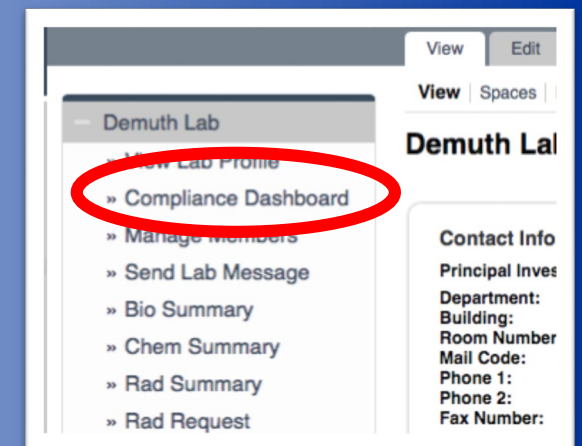 View Edit
View | Spaces |
Demuth Lab
Demuth Lal
» View Lab Profile
» Compliance Dashboard
» Manage Members
» Send Lab Message
» Bio Summary
» Chem Summary
» Rad Summary
» Rad Request
Contact Info
Principal Inves
Department:
Building:
Room Number
Mail Code:
Phone 1:
Phone 2:
Fax Number: